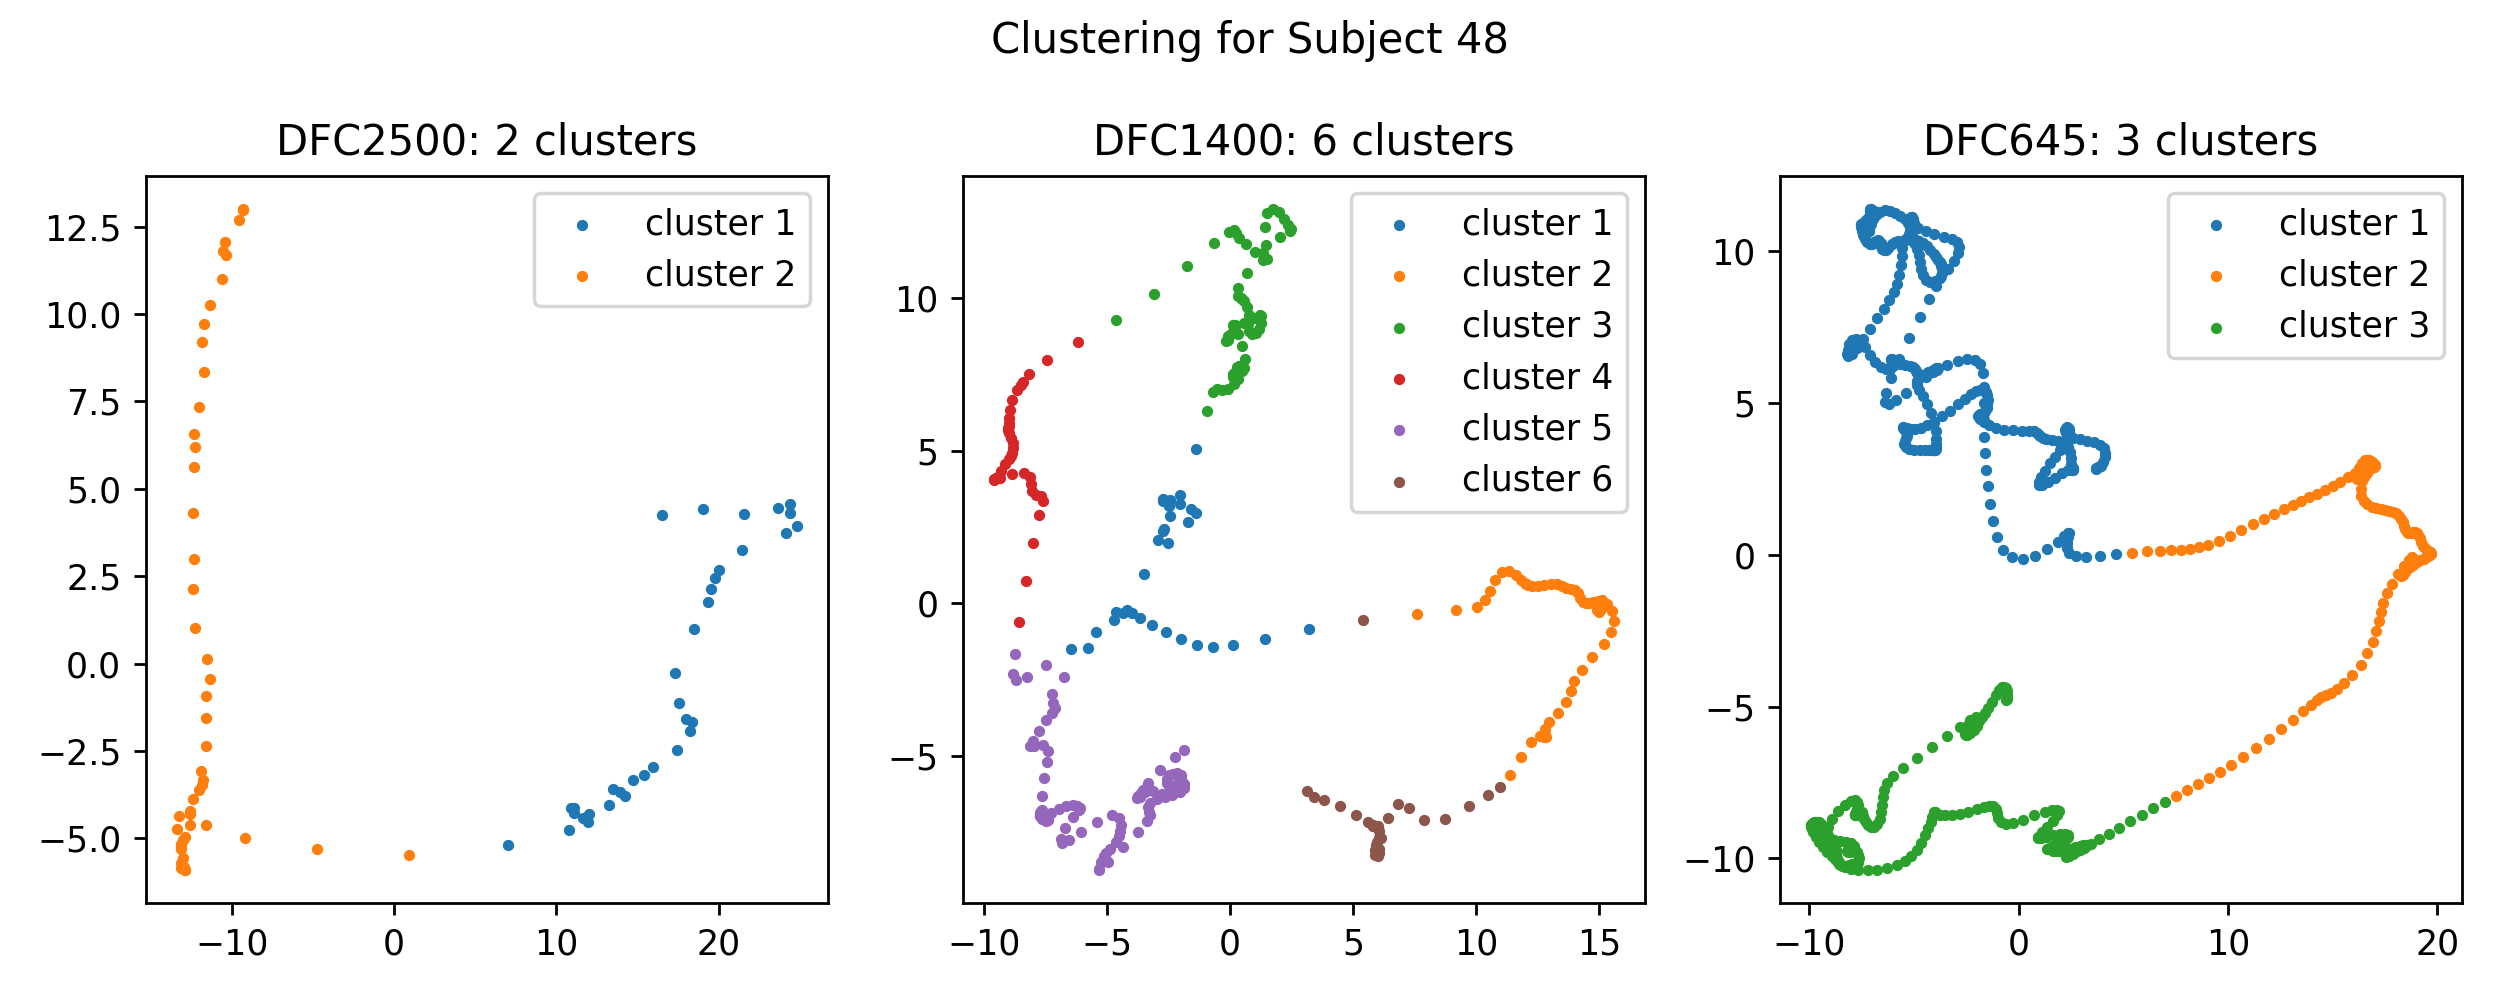 Clustering for Subject 48
DFC2500: 2 clusters
cluster 1
cluster 2
12.5
10.0
7.5
5.0
2.5
0.0
−2.5
−5.0
−10
0
10
20
DFC1400: 6 clusters
cluster 1
cluster 2
cluster 3
cluster 4
cluster 5
cluster 6
10
5
0
−5
−10
−5
0
5
10
15
DFC645: 3 clusters
cluster 1
cluster 2
cluster 3
10
5
0
−5
−10
−10
0
10
20